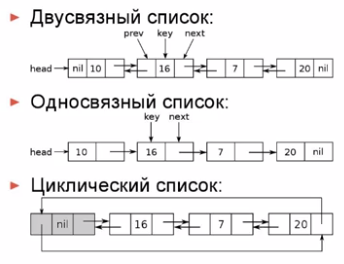 Двусвязный список:
prev key next
head nil 10 16 7 20 nil
Односвязный список:
key next
head 10 16 7 20 nil
Циклический список:
nil 16 7 20